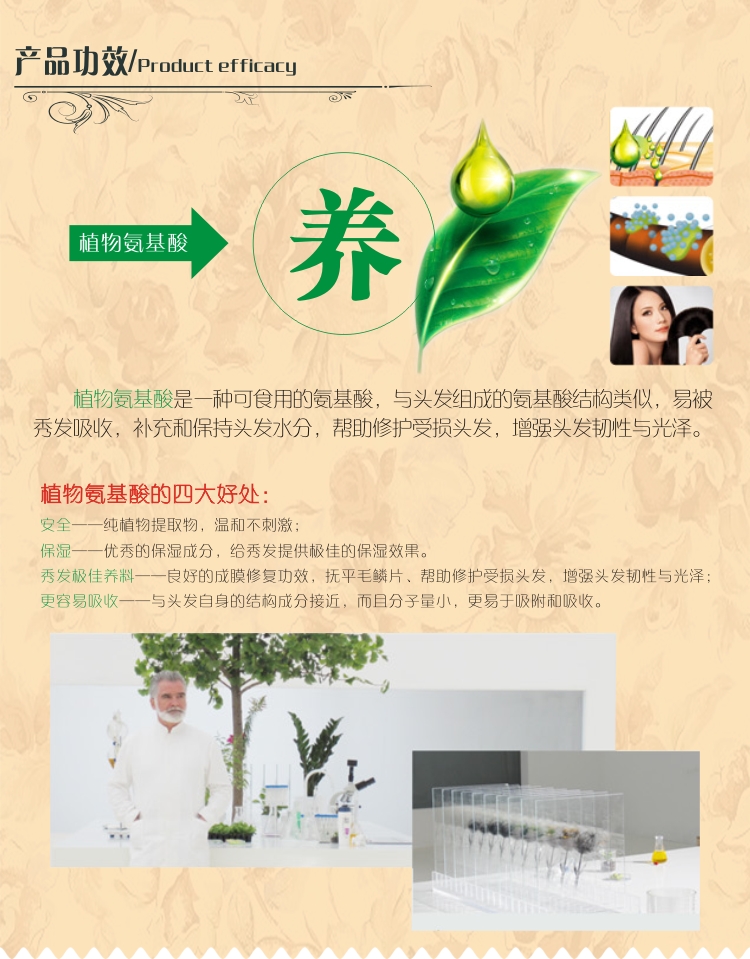 产品功效/Product efficacy
植物氨基酸
养
植物氨基酸是一种可食用的氨基酸，与头发组成的氨基酸结构类似，易被
秀发吸收，补充和保持头发水分，帮助修护受损头发，增强头发韧性与光泽。
植物氨基酸的四大好处：
安全——纯植物提取物，温和不刺激；
保湿——优秀的保湿成分，给秀发提供极佳的保湿效果。
秀发极佳养料——良好的成膜修复功效，抚平毛鳞片、帮助修护受损头发，增强头发韧性与光泽；
更容易吸收——与头发自身的结构成分接近，而且分子量小，更易于吸附和吸收。